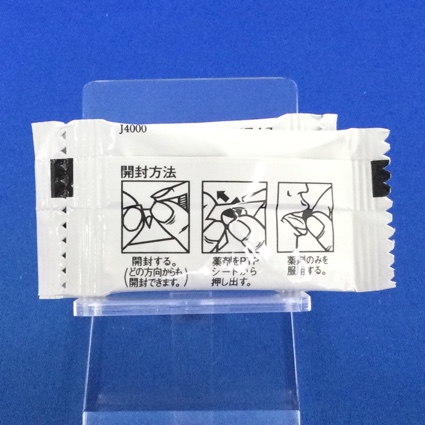 J4000
開封方法
開封する。
(どの方向からも
開封できます。)
薬剤をPTP
シートから
押し出す。
薬剤のみを
服用する。